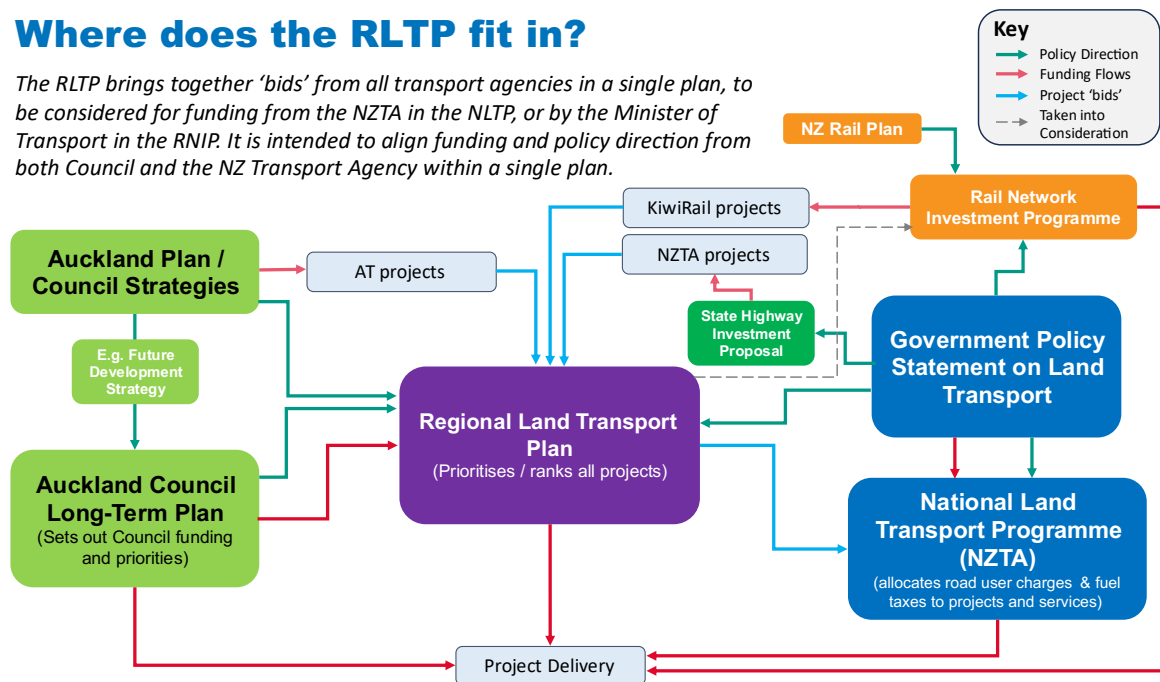 Where does the RLTP fit in?
The RLTP brings together ‘bids’ from all transport agencies in a single plan, to
be considered for funding from the NZTA in the NLTP, or by the Minister of
Transport in the RNIP. It is intended to align funding and policy direction from
both Council and the NZ Transport Agency within a single plan.
Key
Policy Direction
Funding Flows
Project ‘bids’
Taken into
Consideration
NZ Rail Plan
Rail Network
Investment Programme
KiwiRail projects
NZTA projects
Auckland Plan /
Council Strategies
AT projects
State Highway
Investment
Proposal
Government Policy
Statement on Land
Transport
E.g. Future
Development
Strategy
Regional Land Transport
Plan
(Prioritises / ranks all projects)
Auckland Council
Long-Term Plan
(Sets out Council funding
and priorities)
National Land
Transport Programme
(NZTA)
(allocates road user charges & fuel
taxes to projects and services)
Project Delivery